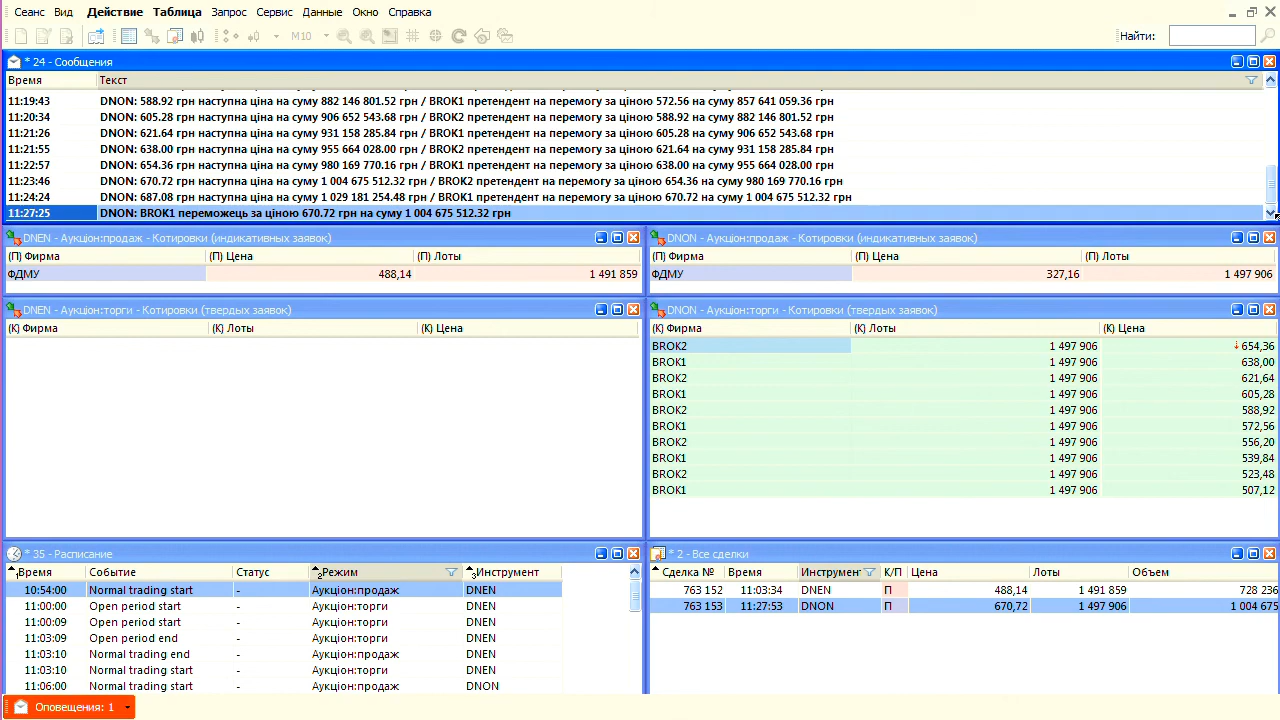 Сеанс Вид Действие Таблица Запрос Сервис Данные Окно Справка
M10 Найти:
* 24 - Сообщения
Время Текст
11:19:43 DNON: 588.92 грн наступна ціна на суму 882 146 801.52 грн / BROK1 претендент на перемогу за ціною 572.56 на суму 857 641 059.36 грн
11:20:34 DNON: 605.28 грн наступна ціна на суму 906 652 543.68 грн / BROK2 претендент на перемогу за ціною 588.92 на суму 882 146 801.52 грн
11:21:26 DNON: 621.64 грн наступна ціна на суму 931 158 285.84 грн / BROK1 претендент на перемогу за ціною 605.28 на суму 906 652 543.68 грн
11:21:55 DNON: 638.00 грн наступна ціна на суму 955 664 028.00 грн / BROK2 претендент на перемогу за ціною 621.64 на суму 931 158 285.84 грн
11:22:57 DNON: 654.36 грн наступна ціна на суму 980 169 770.16 грн / BROK1 претендент на перемогу за ціною 638.00 на суму 955 664 028.00 грн
11:23:46 DNON: 670.72 грн наступна ціна на суму 1 004 675 512.32 грн / BROK2 претендент на перемогу за ціною 654.36 на суму 980 169 770.16 грн
11:24:24 DNON: 687.08 грн наступна ціна на суму 1 029 181 254.48 грн / BROK1 претендент на перемогу за ціною 670.72 на суму 1 004 675 512.32 грн
11:27:25 DNON: BROK1 переможець за ціною 670.72 грн на суму 1 004 675 512.32 грн
DNEN - Аукціон:продаж - Котировки (индикативных заявок)
(П) Фирма (П) Цена (П) Лоты
ФДМУ 488,14 1 491 859
DNON - Аукціон:продаж - Котировки (индикативных заявок)
(П) Фирма (П) Цена (П) Лоты
ФДМУ 327,16 1 497 906
DNEN - Аукціон:торги - Котировки (твердых заявок)
(К) Фирма (К) Лоты (К) Цена
DNON - Аукціон:торги - Котировки (твердых заявок)
(К) Фирма (К) Лоты (К) Цена
BROK2 1 497 906 ↓654,36
BROK1 1 497 906 638,00
BROK2 1 497 906 621,64
BROK1 1 497 906 605,28
BROK2 1 497 906 588,92
BROK1 1 497 906 572,56
BROK2 1 497 906 556,20
BROK1 1 497 906 539,84
BROK2 1 497 906 523,48
BROK1 1 497 906 507,12
* 35 - Расписание
1Время Событие Статус 2Режим 3Инструмент
10:54:00 Normal trading start - Аукціон:продаж DNEN
11:00:00 Open period start - Аукціон:торги DNEN
11:00:09 Open period start - Аукціон:торги DNEN
11:03:09 Open period end - Аукціон:торги DNEN
11:03:10 Normal trading end - Аукціон:продаж DNEN
11:03:10 Normal trading start - Аукціон:торги DNEN
11:06:00 Normal trading start - Аукціон:продаж DNON
* 2 - Все сделки
Сделка № Время Инструмен К/П Цена Лоты Объем
763 152 11:03:34 DNEN П 488,14 1 491 859 728 236
763 153 11:27:53 DNON П 670,72 1 497 906 1 004 675
Оповещения: 1